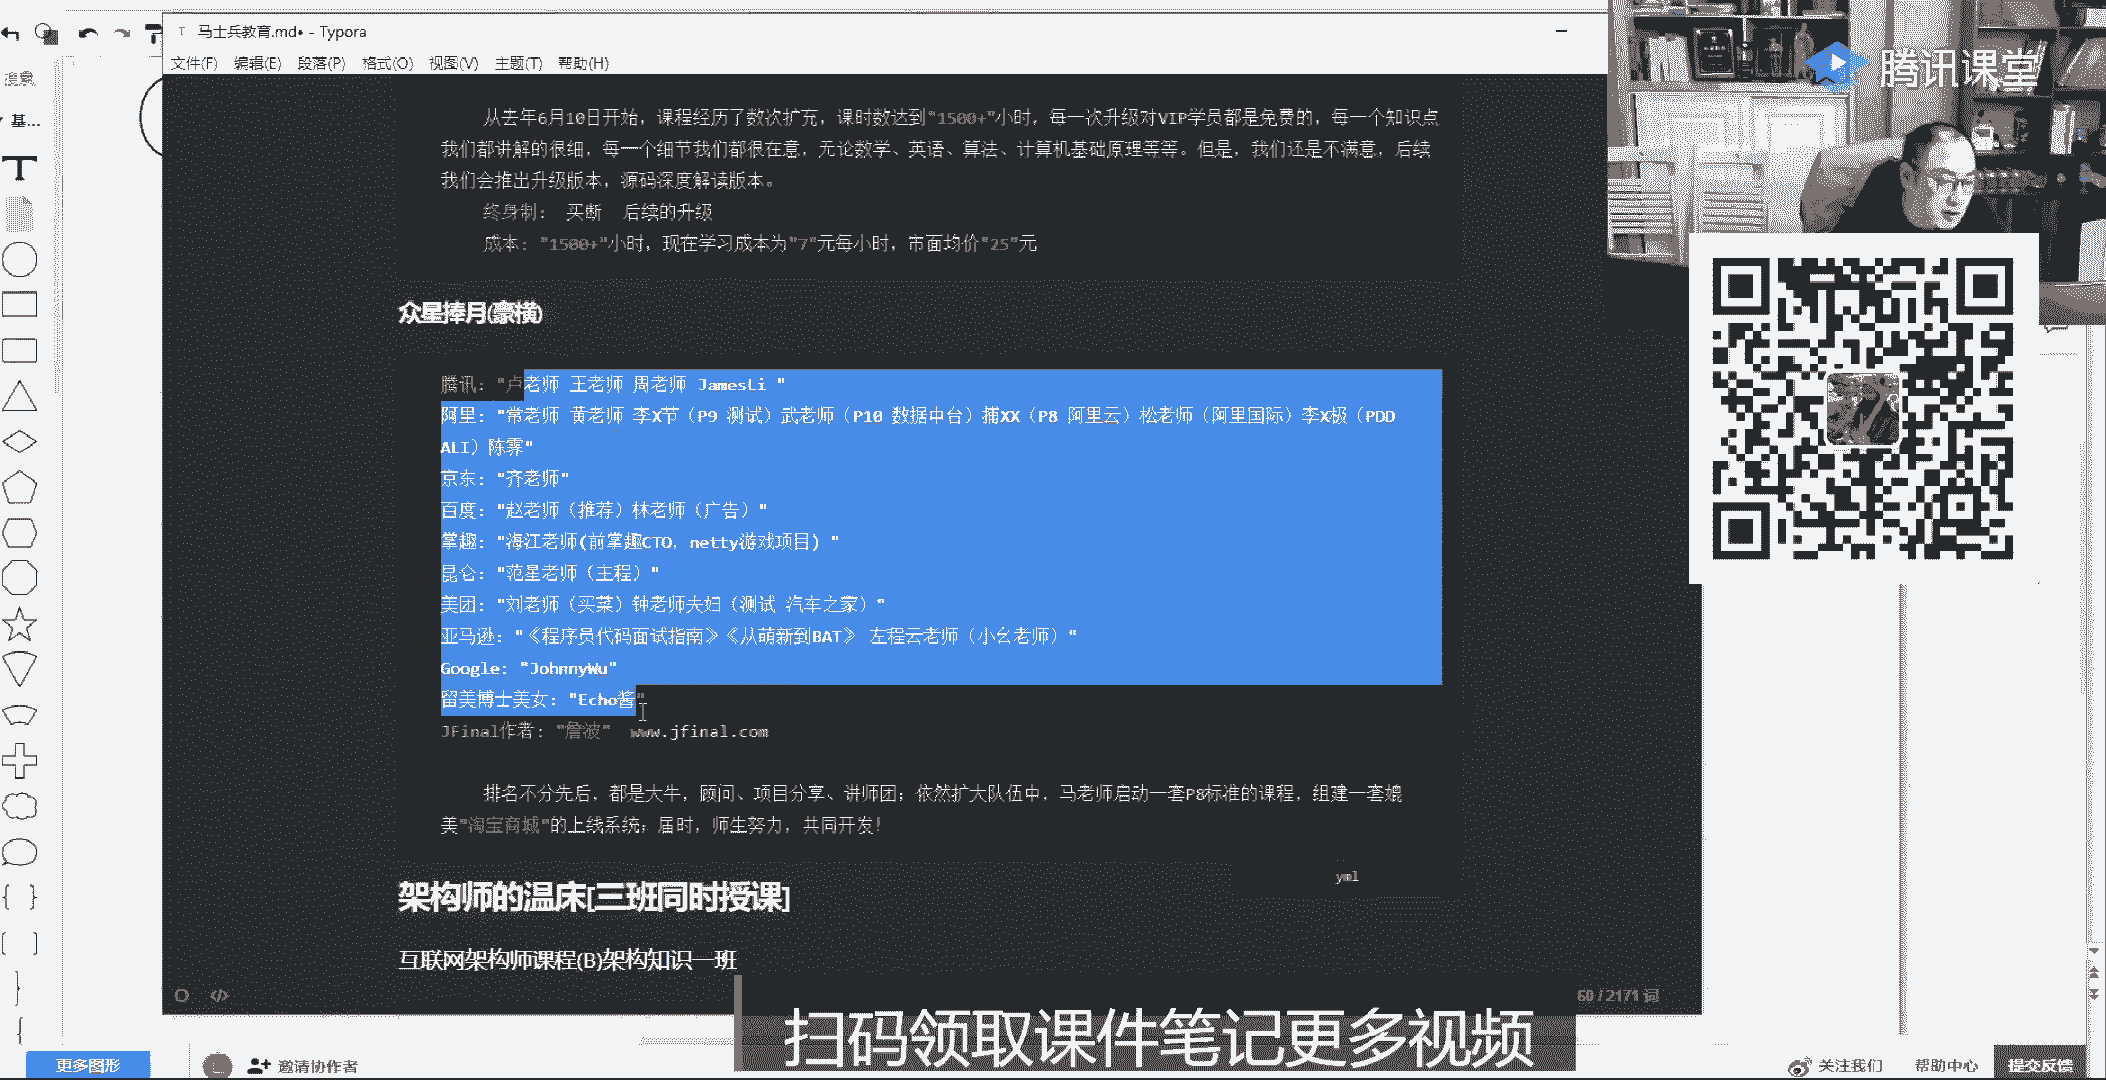 马士兵教育.md• - Typora
文件(F) 编辑(E) 段落(P) 格式(O) 视图(V) 主题(T) 帮助(H)
搜索
基...
腾讯课堂
从去年6月10日开始，课程经历了数次扩充，课时数达到"1500+"小时，每一次升级对VIP学员都是免费的，每一个知识点
我们都讲解的很细，每一个细节我们都很在意，无论数学、英语、算法、计算机基础原理等等。但是，我们还是不满意，后续
我们会推出升级版本，源码深度解读版本。
终身制： 买断 后续的升级
成本："1500+"小时，现在学习成本为"7"元每小时，市面均价"25"元
众星捧月(豪横)
腾讯："卢老师 王老师 周老师 JamesLi "
阿里："常老师 黄老师 李X节（P9 测试）武老师（P10 数据中台）捕XX（P8 阿里云）松老师（阿里国际）李X极（PDD
ALI）陈霁"
京东："齐老师"
百度："赵老师（推荐）林老师（广告）"
掌趣："海江老师(前掌趣CTO，netty游戏项目) "
昆仑："范星老师（主程）"
美团："刘老师（买菜）钟老师夫妇（测试 汽车之家）"
亚马逊："《程序员代码面试指南》《从萌新到BAT》 左程云老师（小幺老师）"
Google："JohnnyWu"
留美博士美女："Echo酱"
JFinal作者："詹波" www.jfinal.com
排名不分先后，都是大牛，顾问、项目分享、讲师团；依然扩大队伍中，马老师启动一套P8标准的课程，组建一套媲
美"淘宝商城"的上线系统；届时，师生努力，共同开发！
yml
架构师的温床[三班同时授课]
互联网架构师课程(B)架构知识一班
60 / 2171 词
扫码领取课件笔记更多视频
更多图形
邀请协作者
关注我们 帮助中心 提交反馈